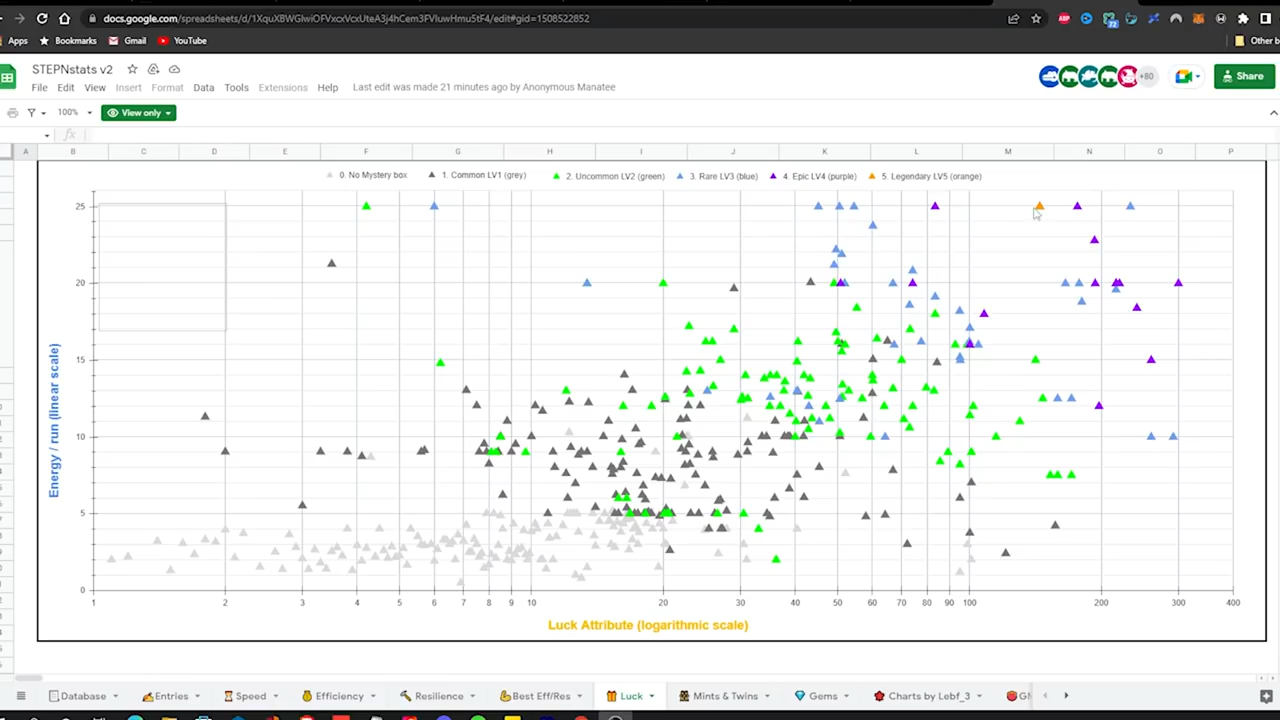 docs.google.com/spreadsheets/d/1XquXBWGlwiOFVxcxVcxUteA3j4hCem3FVIuwHmu5tF4/edit#gid=1508522852
72
Apps
Bookmarks
Gmail
YouTube
Other b
STEPNstats v2
File Edit View Insert Format Data Tools Extensions Help Last edit was made 21 minutes ago by Anonymous Manatee
+80
Share
100%
View only
fx
A B C D E F G H I J K L M N O P
0. No Mystery box 1. Common LV1 (grey) 2. Uncommon LV2 (green) 3. Rare LV3 (blue) 4. Epic LV4 (purple) 5. Legendary LV5 (orange)
25
20
15
10
5
0
Energy / run (linear scale)
1 2 3 4 5 6 7 8 9 10 20 30 40 50 60 70 80 90 100 200 300 400
Luck Attribute (logarithmic scale)
Database Entries Speed Efficiency Resilience Best Eff/Res Luck Mints & Twins Gems Charts by Lebf_3